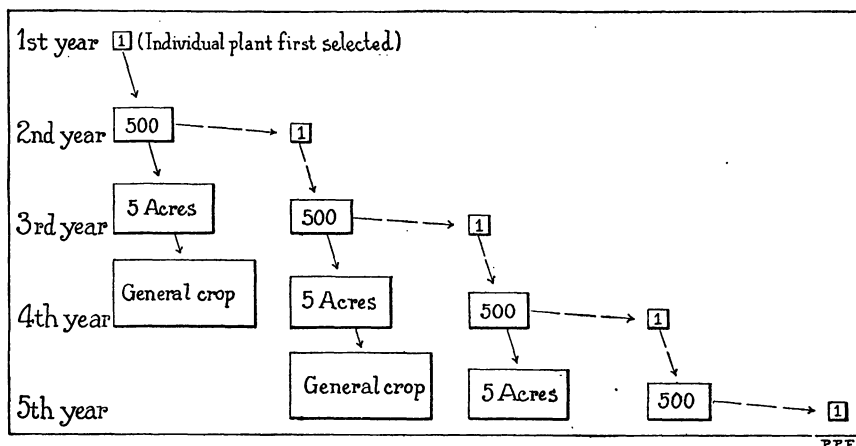 1st year 1 (Individual plant first selected)
2nd year 500 1
5 Acres
3rd year 500 1
General crop
4th year 5 Acres 500 1
General crop 5 Acres 500
5th year 1